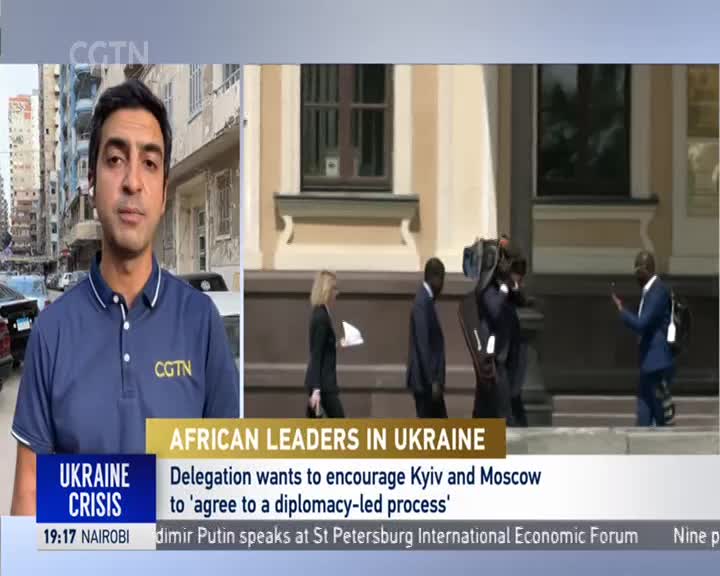 CGTN
CGTN
AFRICAN LEADERS IN UKRAINE
UKRAINE
CRISIS
Delegation wants to encourage Kyiv and Moscow
to 'agree to a diplomacy-led process'
19:17 NAIROBI
dimir Putin speaks at St Petersburg International Economic Forum Nine p